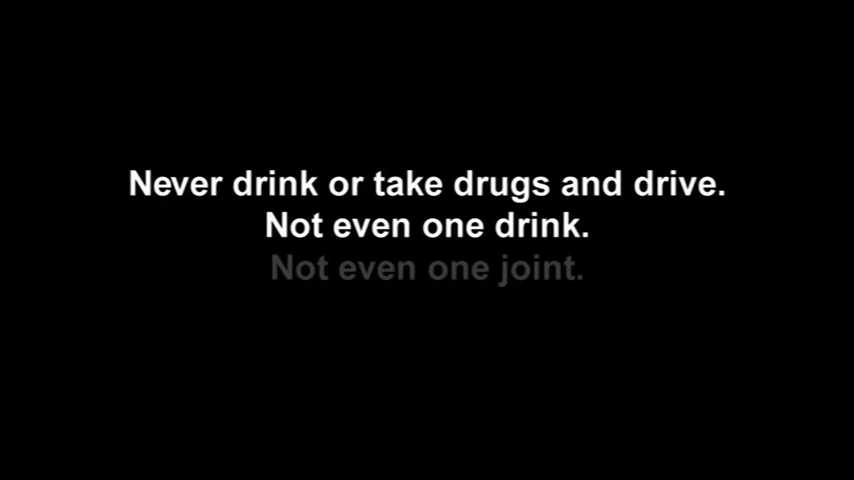 Never drink or take drugs and drive.
Not even one drink.
Not even one joint.